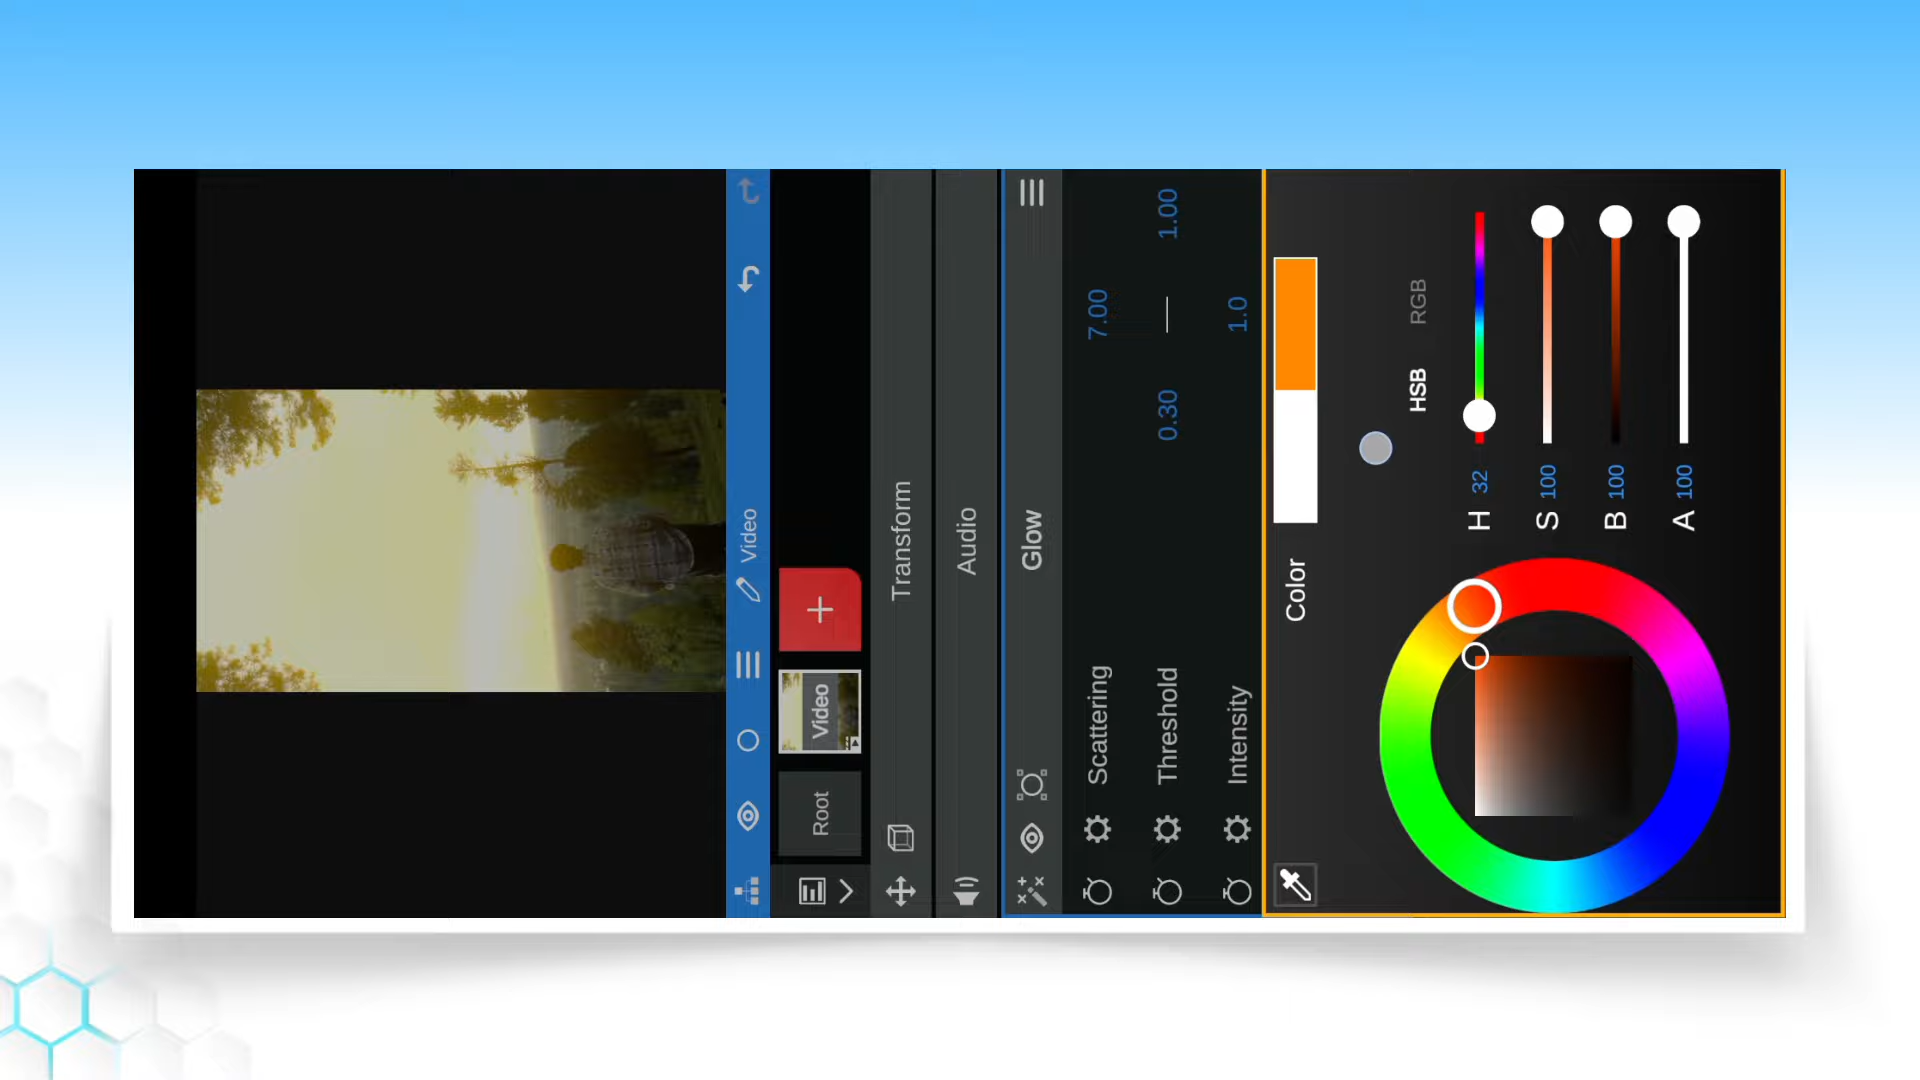 Video
Root
Video
Transform
Audio
Glow
Scattering 7.00
Threshold 0.30 1.00
Intensity 1.0
Color
HSB RGB
H 32
S 100
B 100
A 100